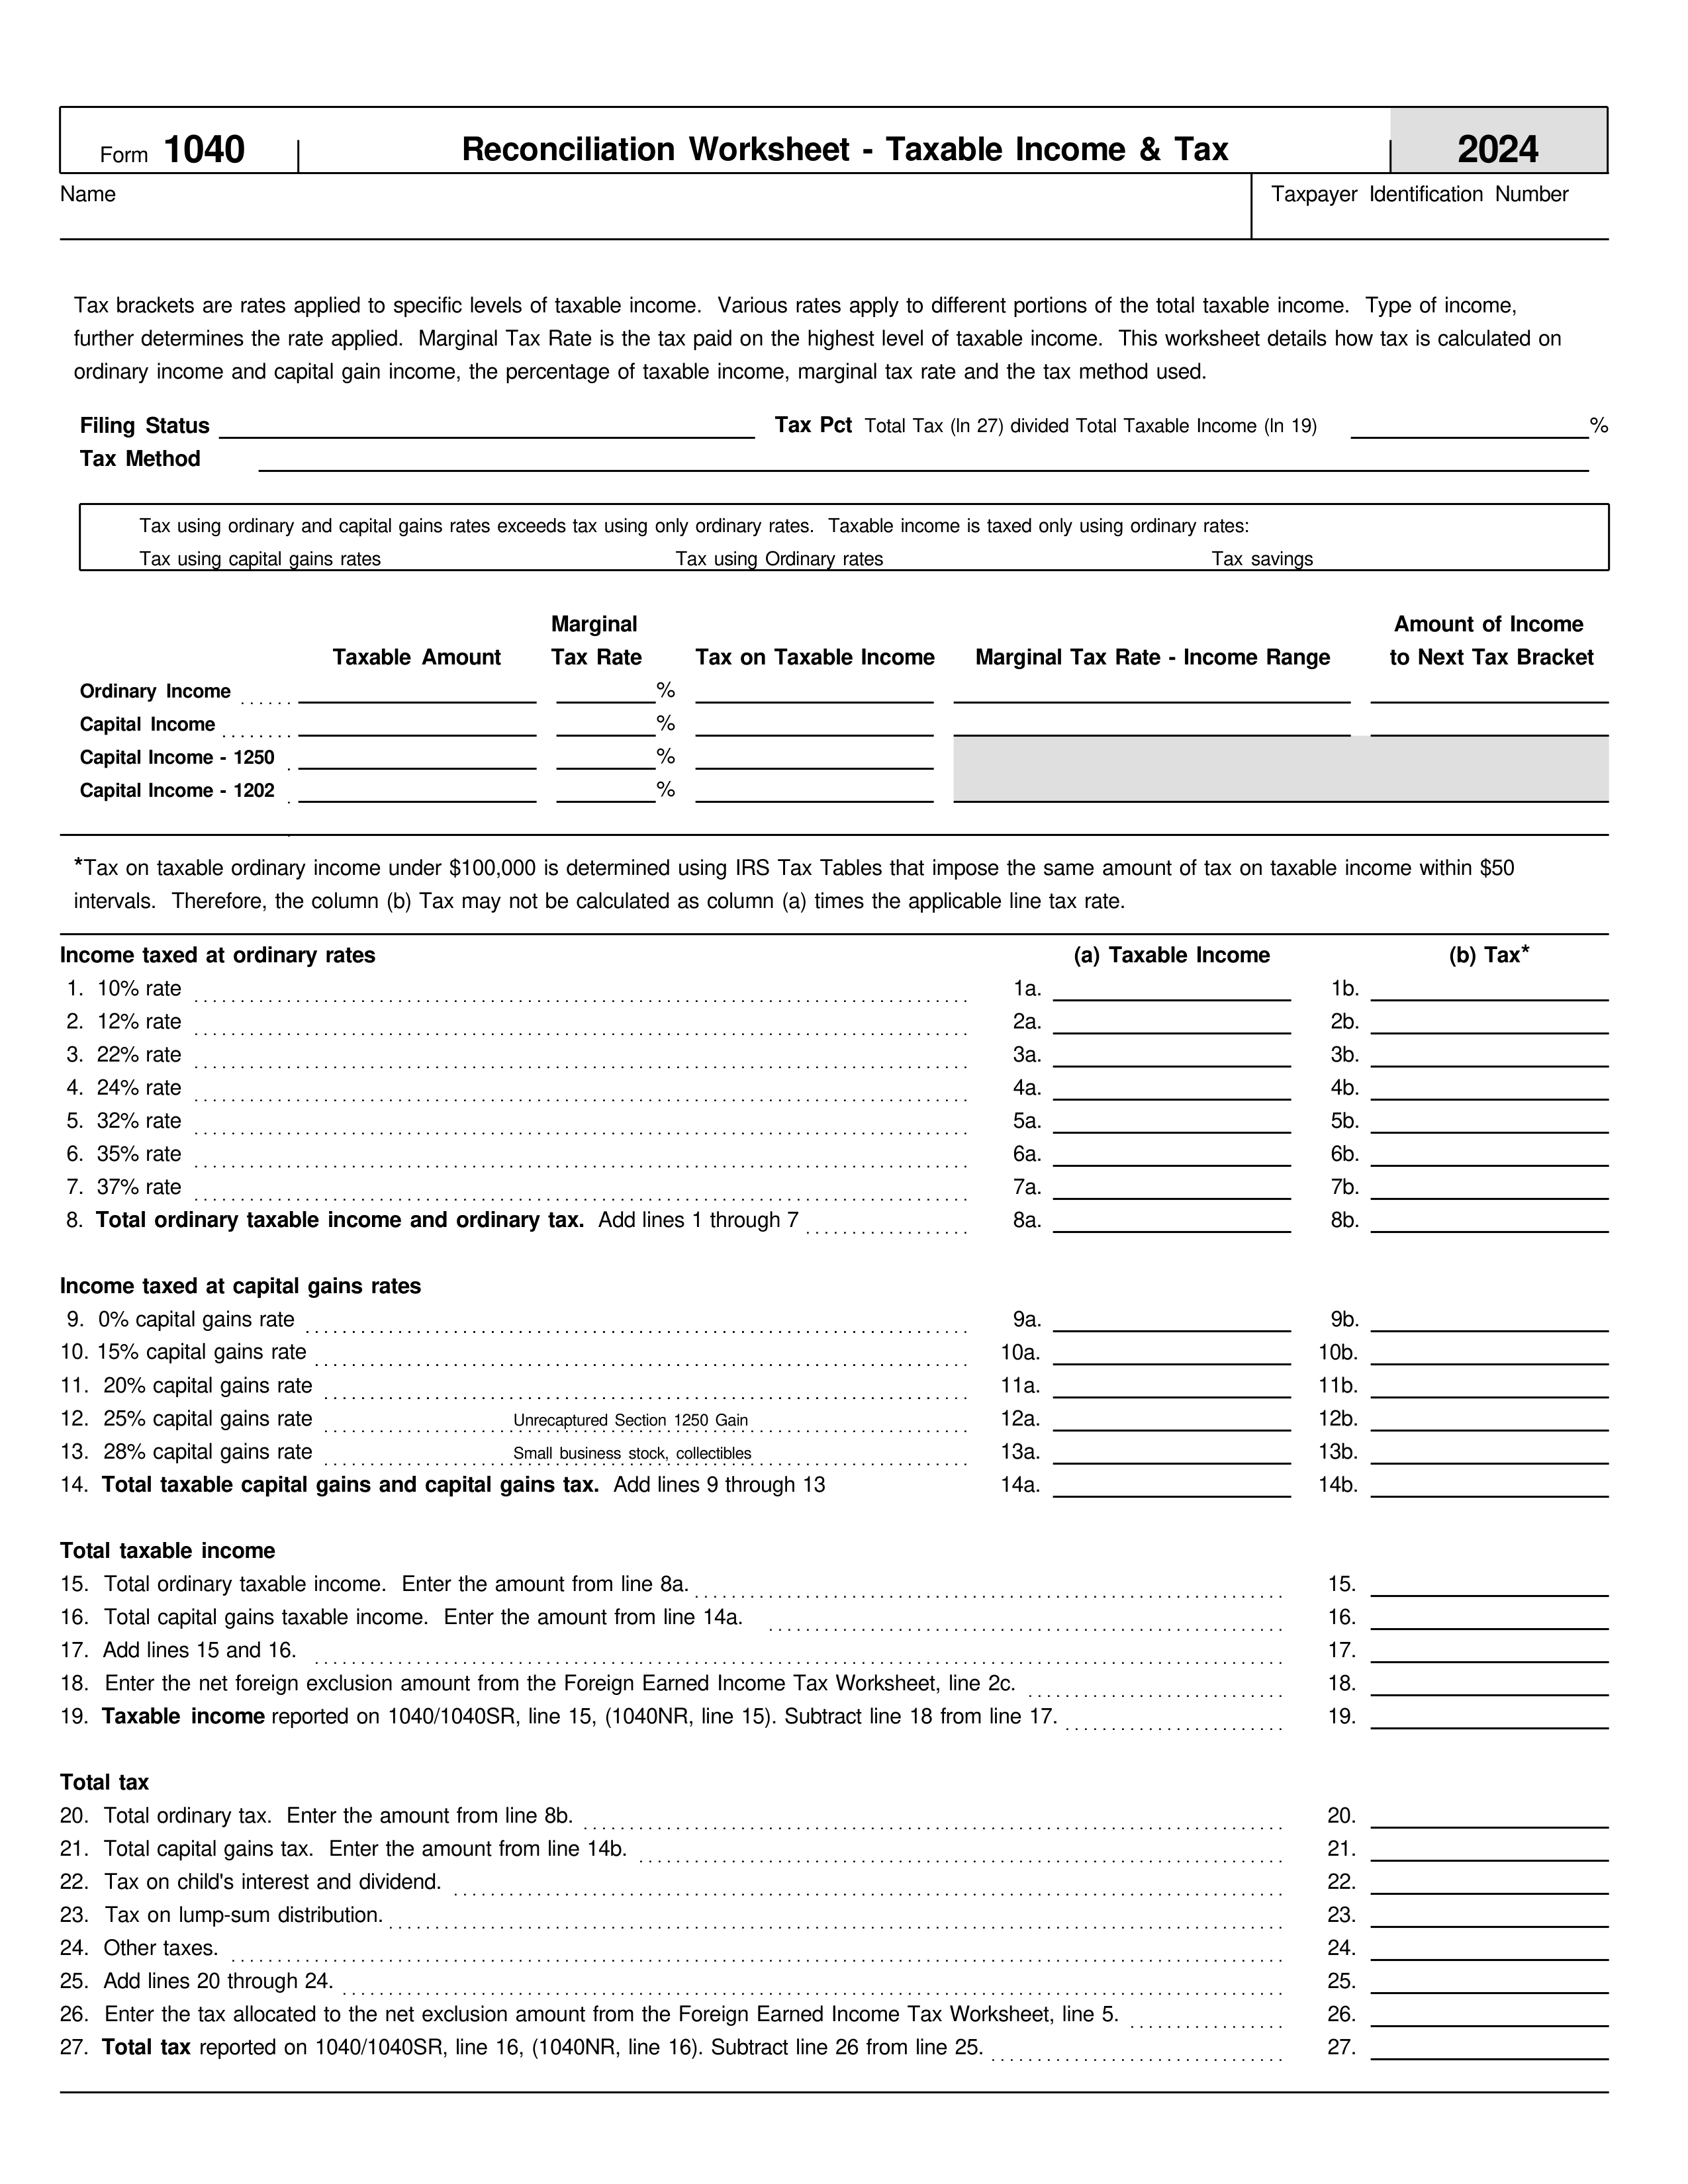 Form 1040 Reconciliation Worksheet - Taxable Income & Tax 2024
Name Taxpayer Identification Number
Tax brackets are rates applied to specific levels of taxable income. Various rates apply to different portions of the total taxable income. Type of income,
further determines the rate applied. Marginal Tax Rate is the tax paid on the highest level of taxable income. This worksheet details how tax is calculated on
ordinary income and capital gain income, the percentage of taxable income, marginal tax rate and the tax method used.
Filing Status Tax Pct Total Tax (ln 27) divided Total Taxable Income (ln 19) %
Tax Method
Tax using ordinary and capital gains rates exceeds tax using only ordinary rates. Taxable income is taxed only using ordinary rates:
Tax using capital gains rates Tax using Ordinary rates Tax savings
Marginal Amount of Income
Taxable Amount Tax Rate Tax on Taxable Income Marginal Tax Rate - Income Range to Next Tax Bracket
Ordinary Income %
Capital Income %
Capital Income - 1250 %
Capital Income - 1202 %
*Tax on taxable ordinary income under $100,000 is determined using IRS Tax Tables that impose the same amount of tax on taxable income within $50
intervals. Therefore, the column (b) Tax may not be calculated as column (a) times the applicable line tax rate.
Income taxed at ordinary rates (a) Taxable Income (b) Tax*
1. 10% rate 1a. 1b.
2. 12% rate 2a. 2b.
3. 22% rate 3a. 3b.
4. 24% rate 4a. 4b.
5. 32% rate 5a. 5b.
6. 35% rate 6a. 6b.
7. 37% rate 7a. 7b.
8. Total ordinary taxable income and ordinary tax. Add lines 1 through 7 8a. 8b.
Income taxed at capital gains rates
9. 0% capital gains rate 9a. 9b.
10. 15% capital gains rate 10a. 10b.
11. 20% capital gains rate 11a. 11b.
12. 25% capital gains rate Unrecaptured Section 1250 Gain 12a. 12b.
13. 28% capital gains rate Small business stock, collectibles 13a. 13b.
14. Total taxable capital gains and capital gains tax. Add lines 9 through 13 14a. 14b.
Total taxable income
15. Total ordinary taxable income. Enter the amount from line 8a. 15.
16. Total capital gains taxable income. Enter the amount from line 14a. 16.
17. Add lines 15 and 16. 17.
18. Enter the net foreign exclusion amount from the Foreign Earned Income Tax Worksheet, line 2c. 18.
19. Taxable income reported on 1040/1040SR, line 15, (1040NR, line 15). Subtract line 18 from line 17. 19.
Total tax
20. Total ordinary tax. Enter the amount from line 8b. 20.
21. Total capital gains tax. Enter the amount from line 14b. 21.
22. Tax on child's interest and dividend. 22.
23. Tax on lump-sum distribution. 23.
24. Other taxes. 24.
25. Add lines 20 through 24. 25.
26. Enter the tax allocated to the net exclusion amount from the Foreign Earned Income Tax Worksheet, line 5. 26.
27. Total tax reported on 1040/1040SR, line 16, (1040NR, line 16). Subtract line 26 from line 25. 27.